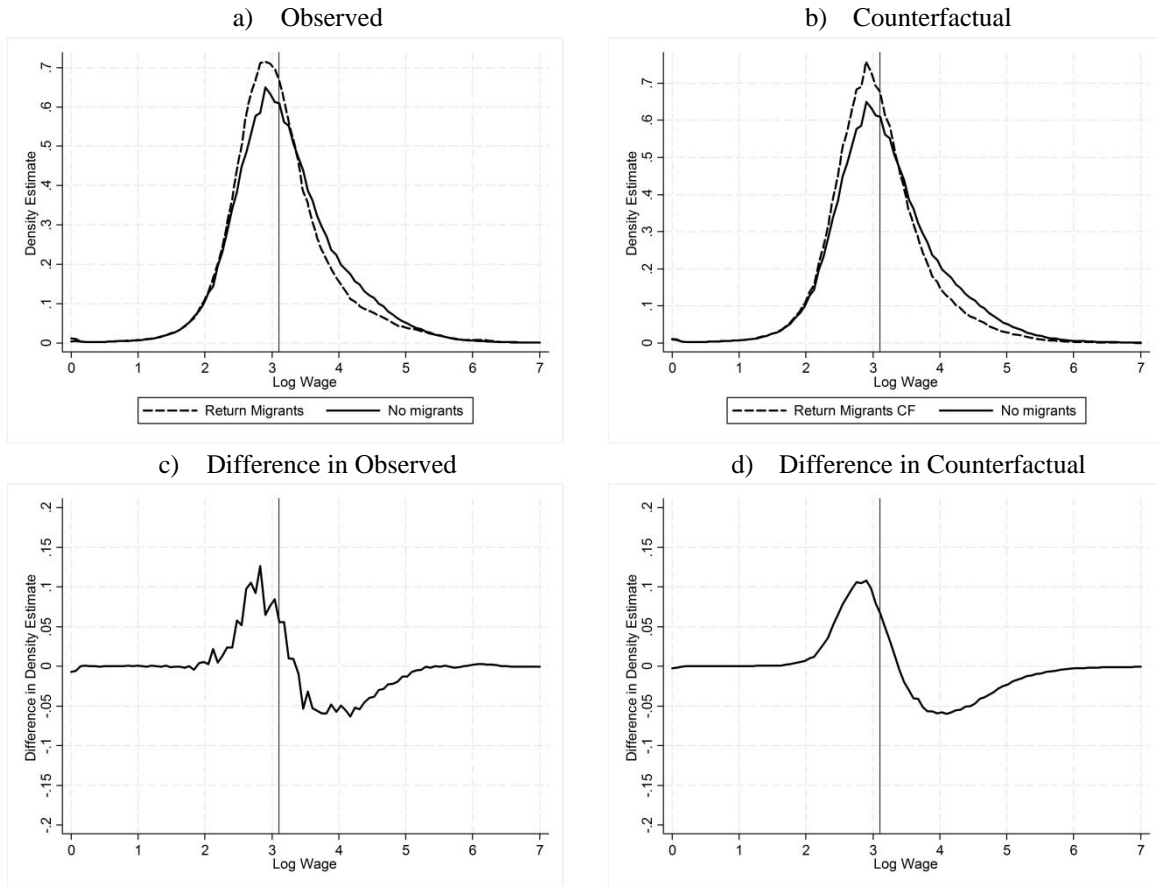 a) Observed
b) Counterfactual
Density Estimate
0 .1 .2 .3 .4 .5 .6 .7
0 1 2 3 4 5 6 7
Log Wage
Return Migrants No migrants
Density Estimate
0 .1 .2 .3 .4 .5 .6 .7
0 1 2 3 4 5 6 7
Log Wage
Return Migrants CF No migrants
c) Difference in Observed
d) Difference in Counterfactual
Difference in Density Estimate
-.2 -.15 -.1 -.05 0 .05 .1 .15 .2
0 1 2 3 4 5 6 7
Log Wage
Difference in Density Estimate
-.2 -.15 -.1 -.05 0 .05 .1 .15 .2
0 1 2 3 4 5 6 7
Log Wage